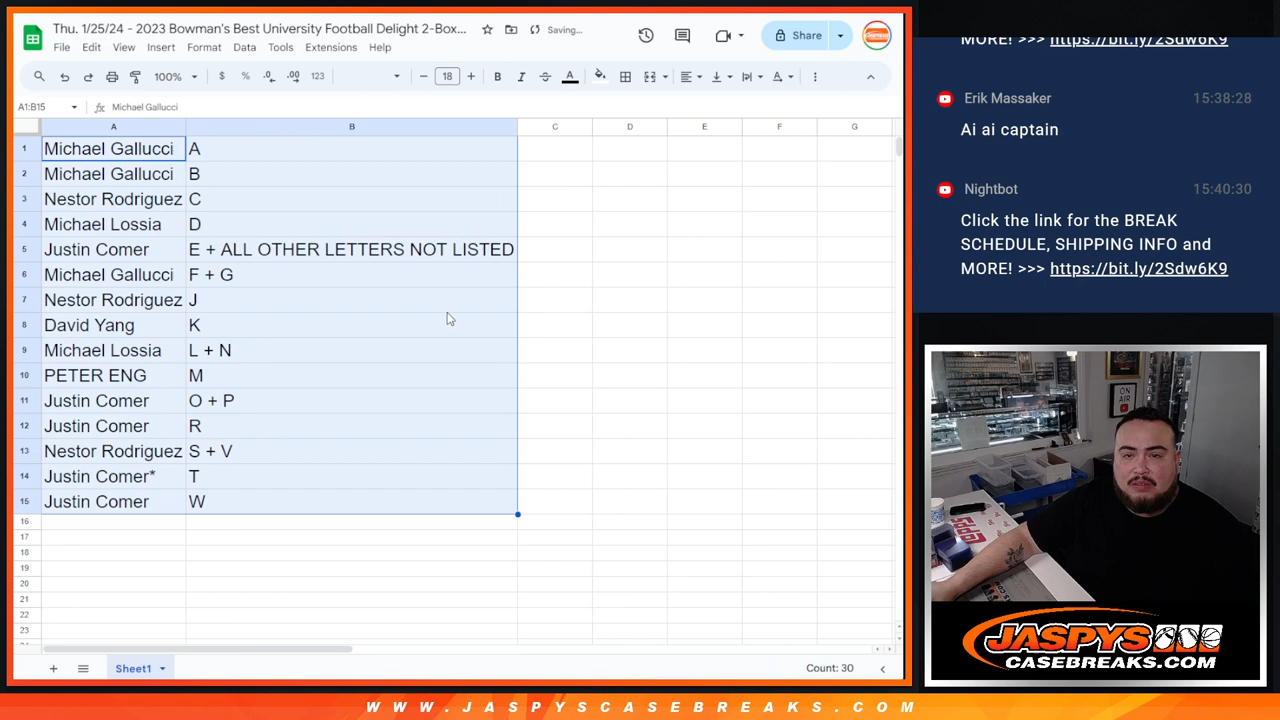 Thu. 1/25/24 - 2023 Bowman's Best University Football Delight 2-Box...
Saving...
Share
File Edit View Insert Format Data Tools Extensions Help
100% $ % .0 .00 123 18 B I A A
A1:B15 fx Michael Gallucci
A B C D E F G
1 Michael Gallucci A
2 Michael Gallucci B
3 Nestor Rodriguez C
4 Michael Lossia D
5 Justin Comer E + ALL OTHER LETTERS NOT LISTED
6 Michael Gallucci F + G
7 Nestor Rodriguez J
8 David Yang K
9 Michael Lossia L + N
10 PETER ENG M
11 Justin Comer O + P
12 Justin Comer R
13 Nestor Rodriguez S + V
14 Justin Comer* T
15 Justin Comer W
16
17
18
19
20
21
22
23
Sheet1
Count: 30
MORE! >>> https://bit.ly/2Sdw6K9
Erik Massaker 15:38:28
Ai ai captain
Nightbot 15:40:30
Click the link for the BREAK
SCHEDULE, SHIPPING INFO and
MORE! >>> https://bit.ly/2Sdw6K9
ON
AIR
JASPYS
CASEBREAKS.COM
WWW.JASPYSCASEBREAKS.COM